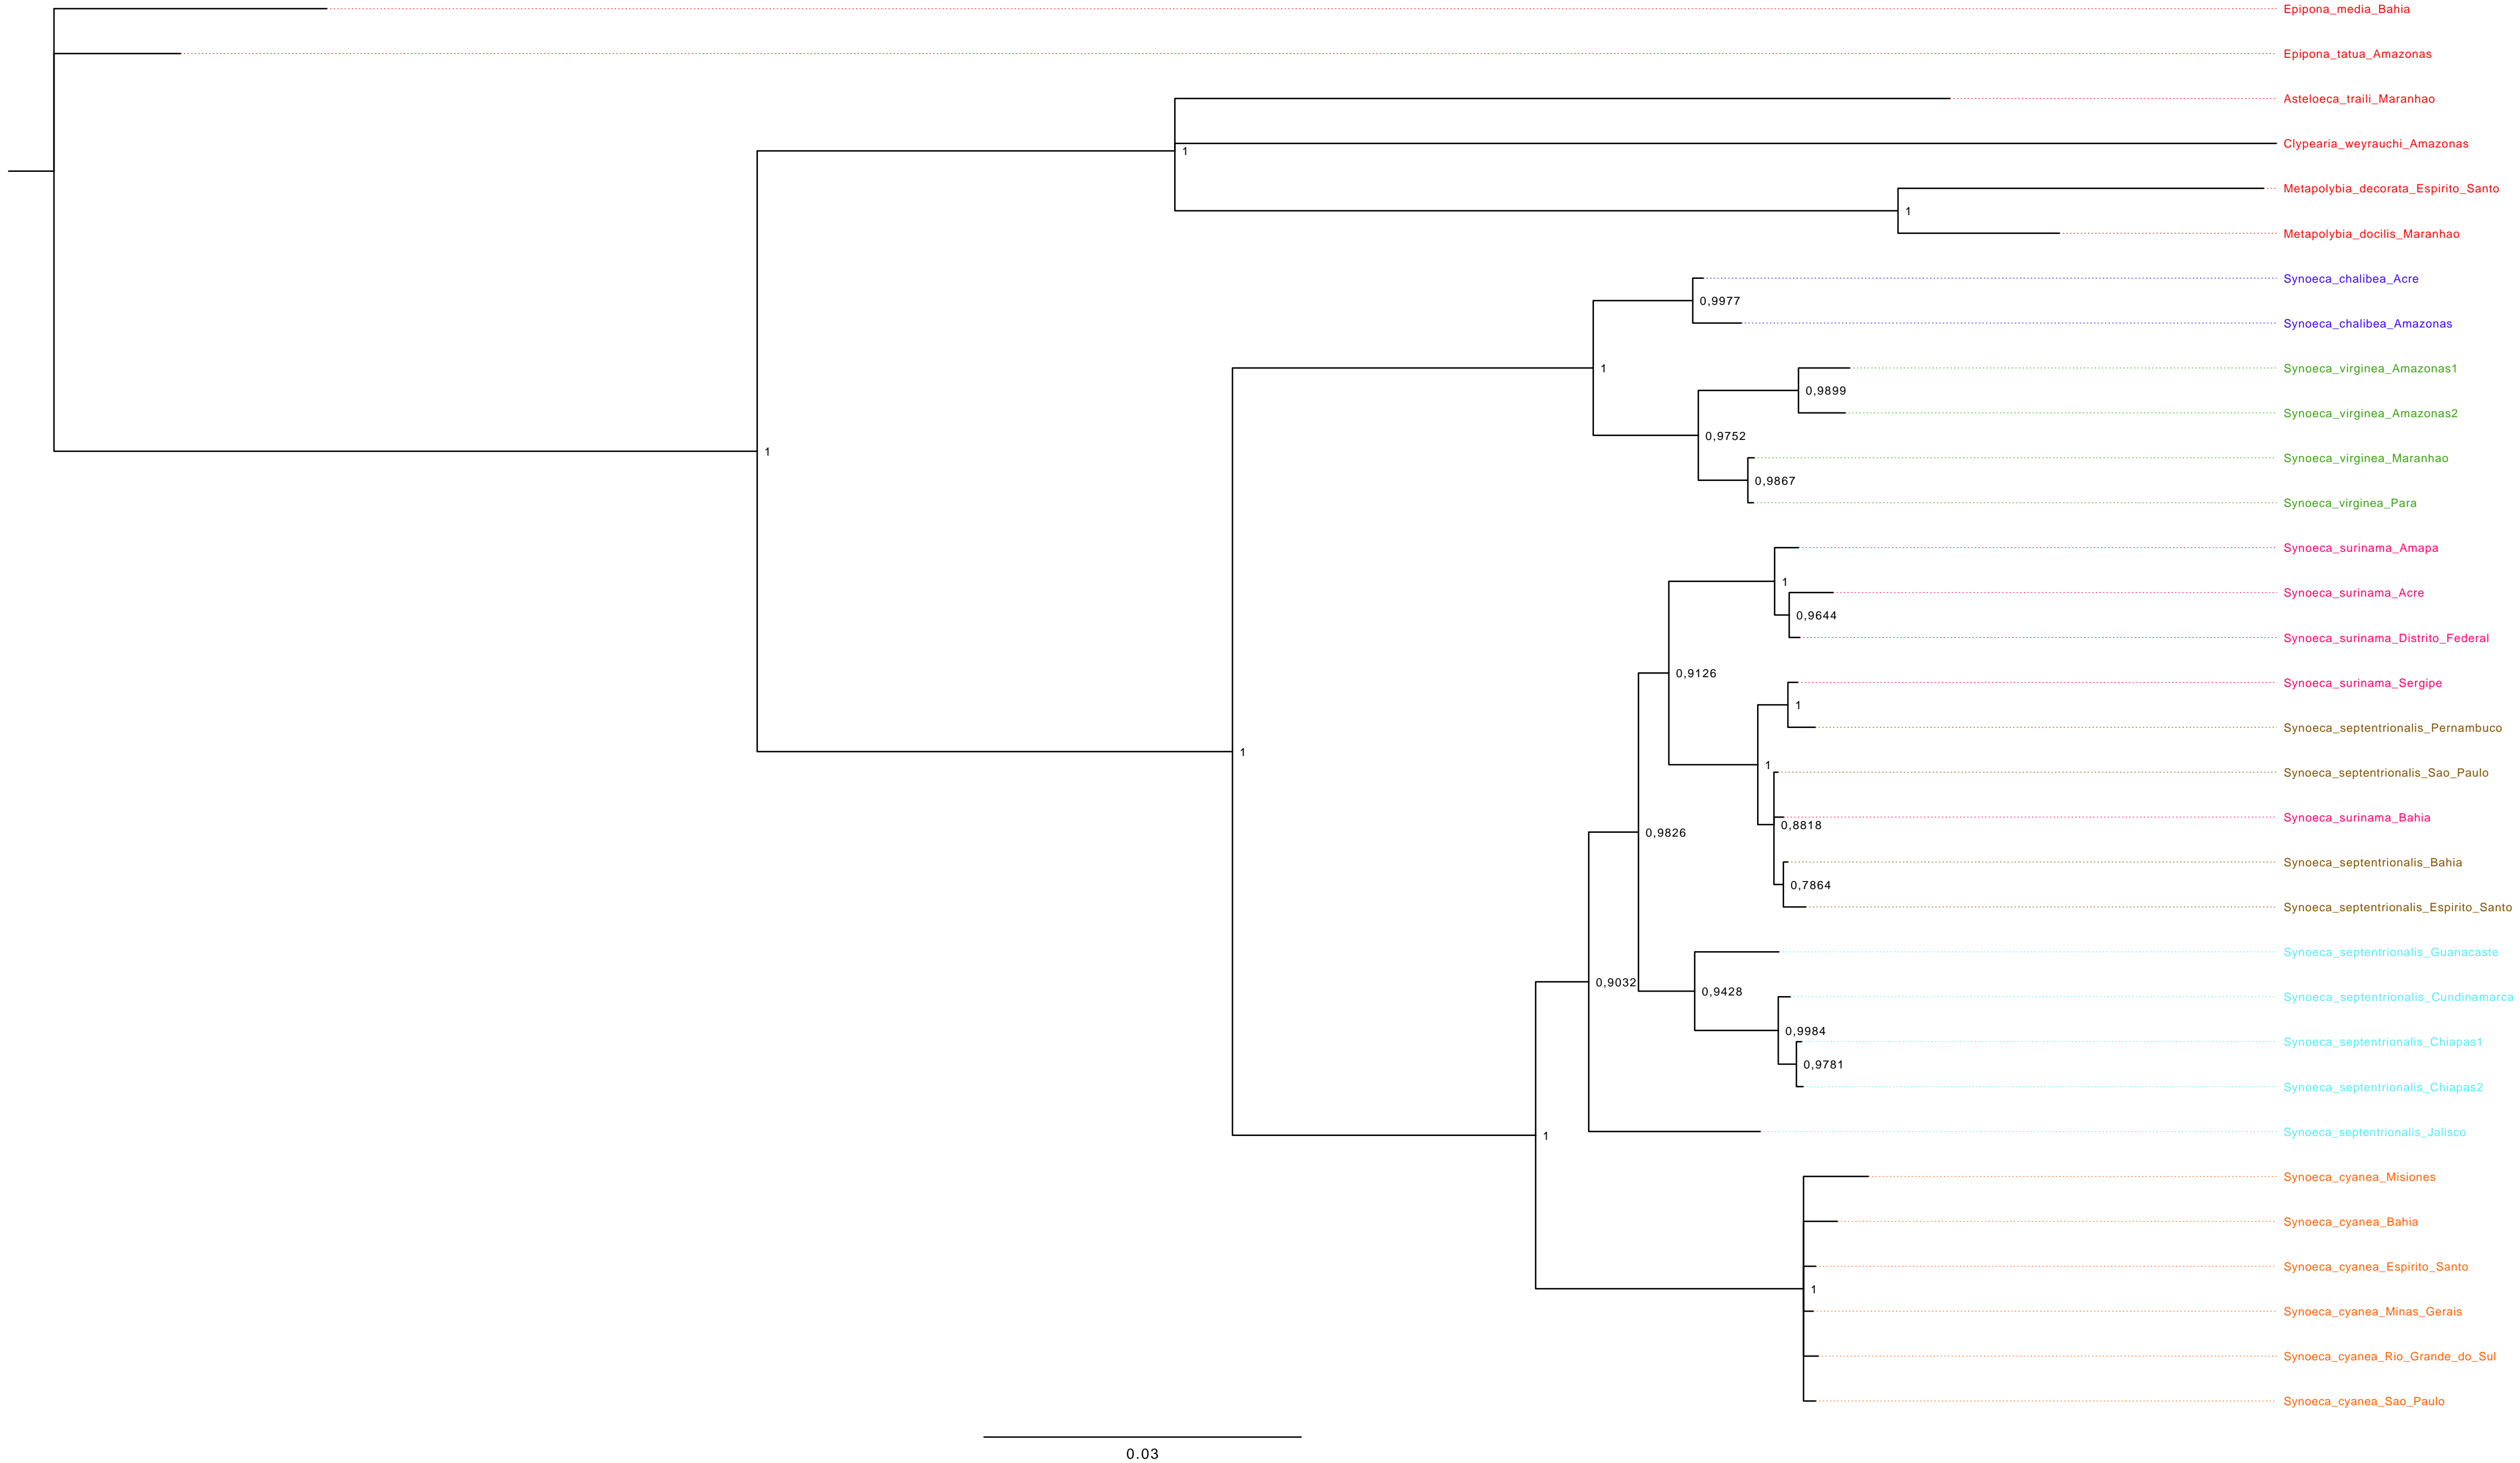 Epipona_media_Bahia
Epipona_tatua_Amazonas
Asteloeca_traili_Maranhao
Clypearia_weyrauchi_Amazonas
1
Metapolybia_decorata_Espirito_Santo
1
Metapolybia_docilis_Maranhao
Synoeca_chalibea_Acre
0,9977
Synoeca_chalibea_Amazonas
Synoeca_virginea_Amazonas1
1
0,9899
Synoeca_virginea_Amazonas2
0,9752
1
Synoeca_virginea_Maranhao
0,9867
Synoeca_virginea_Para
Synoeca_surinama_Amapa
1
Synoeca_surinama_Acre
0,9644
Synoeca_surinama_Distrito_Federal
0,9126
Synoeca_surinama_Sergipe
1
Synoeca_septentrionalis_Pernambuco
1
1
Synoeca_septentrionalis_Sao_Paulo
Synoeca_surinama_Bahia
0,8818
0,9826
Synoeca_septentrionalis_Bahia
0,7864
Synoeca_septentrionalis_Espirito_Santo
Synoeca_septentrionalis_Guanacaste
0,9032
0,9428
Synoeca_septentrionalis_Cundinamarca
0,9984
Synoeca_septentrionalis_Chiapas1
0,9781
Synoeca_septentrionalis_Chiapas2
Synoeca_septentrionalis_Jalisco
1
Synoeca_cyanea_Misiones
Synoeca_cyanea_Bahia
Synoeca_cyanea_Espirito_Santo
1
Synoeca_cyanea_Minas_Gerais
Synoeca_cyanea_Rio_Grande_do_Sul
Synoeca_cyanea_Sao_Paulo
0.03